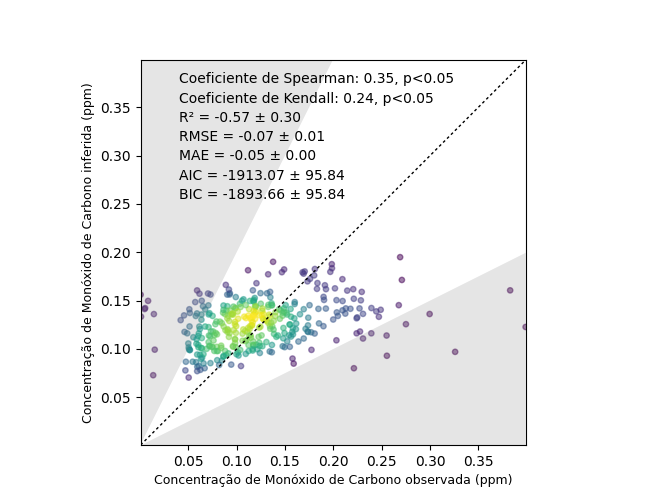 Coeficiente de Spearman: 0.35, p<0.05
Coeficiente de Kendall: 0.24, p<0.05
R² = -0.57 ± 0.30
RMSE = -0.07 ± 0.01
MAE = -0.05 ± 0.00
AIC = -1913.07 ± 95.84
BIC = -1893.66 ± 95.84
Concentração de Monóxido de Carbono inferida (ppm)
0.35
0.30
0.25
0.20
0.15
0.10
0.05
0.05 0.10 0.15 0.20 0.25 0.30 0.35
Concentração de Monóxido de Carbono observada (ppm)